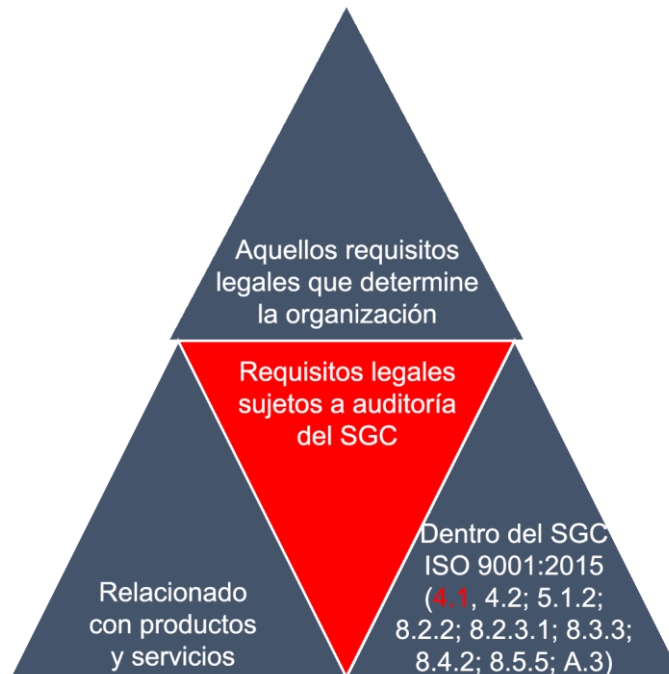 Aquellos requisitos
legales que determine
la organización
Requisitos legales
sujetos a auditoría
del SGC
Relacionado
con productos
y servicios
Dentro del SGC
ISO 9001:2015
(4.1, 4.2; 5.1.2;
8.2.2; 8.2.3.1; 8.3.3;
8.4.2; 8.5.5; A.3)